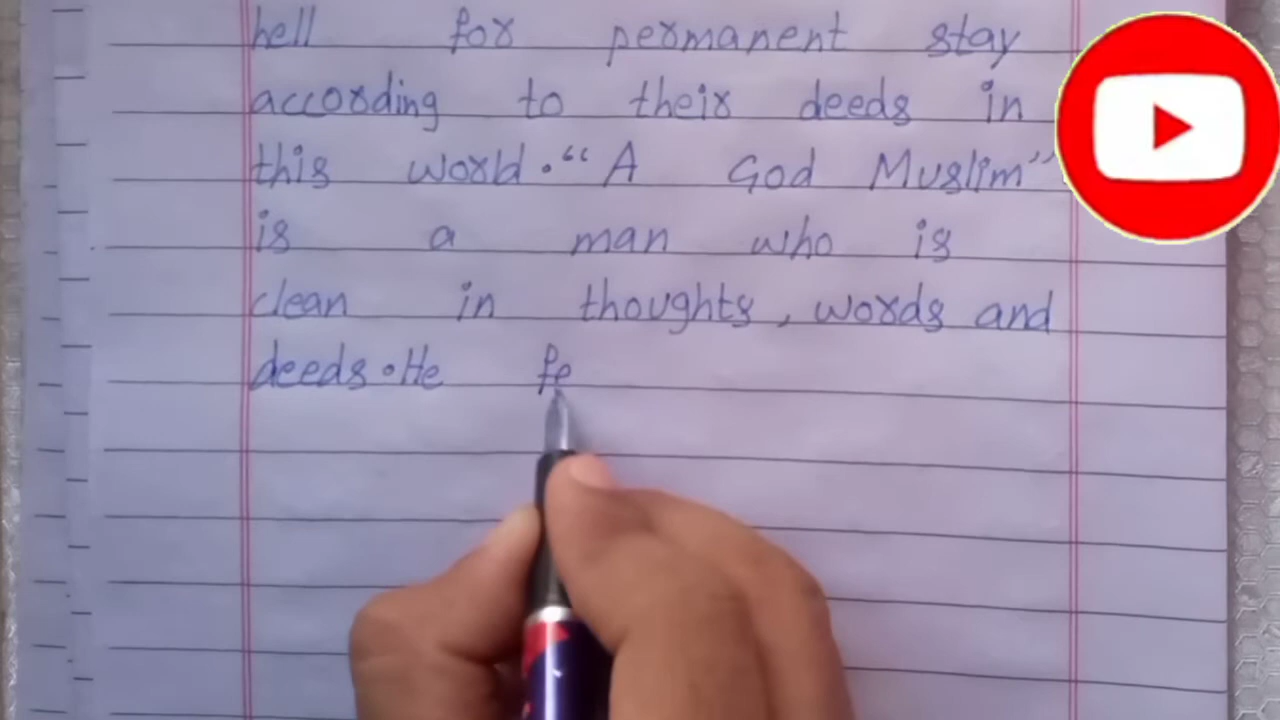 hell for permanent stay
according to their deeds in
this world. "A God Muslim"
is a man who is
clean in thoughts, words and
deeds. He fe